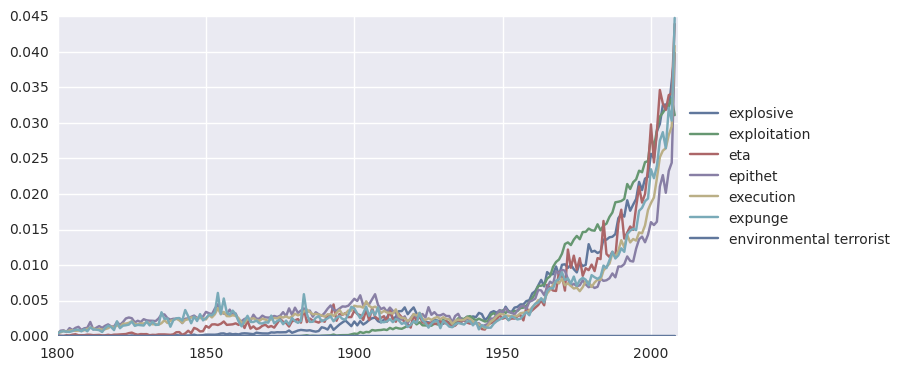 0.045
0.040
0.035
0.030
0.025
0.020
0.015
0.010
0.005
0.000
1800 1850 1900 1950 2000
explosive
exploitation
eta
epithet
execution
expunge
environmental terrorist